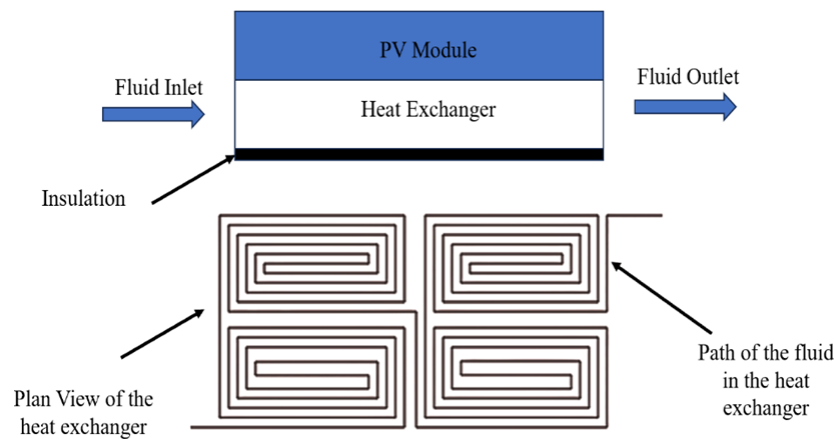 PV Module
Fluid Inlet
Fluid Outlet
Heat Exchanger
Insulation
Path of the fluid
in the heat
exchanger
Plan View of the
heat exchanger